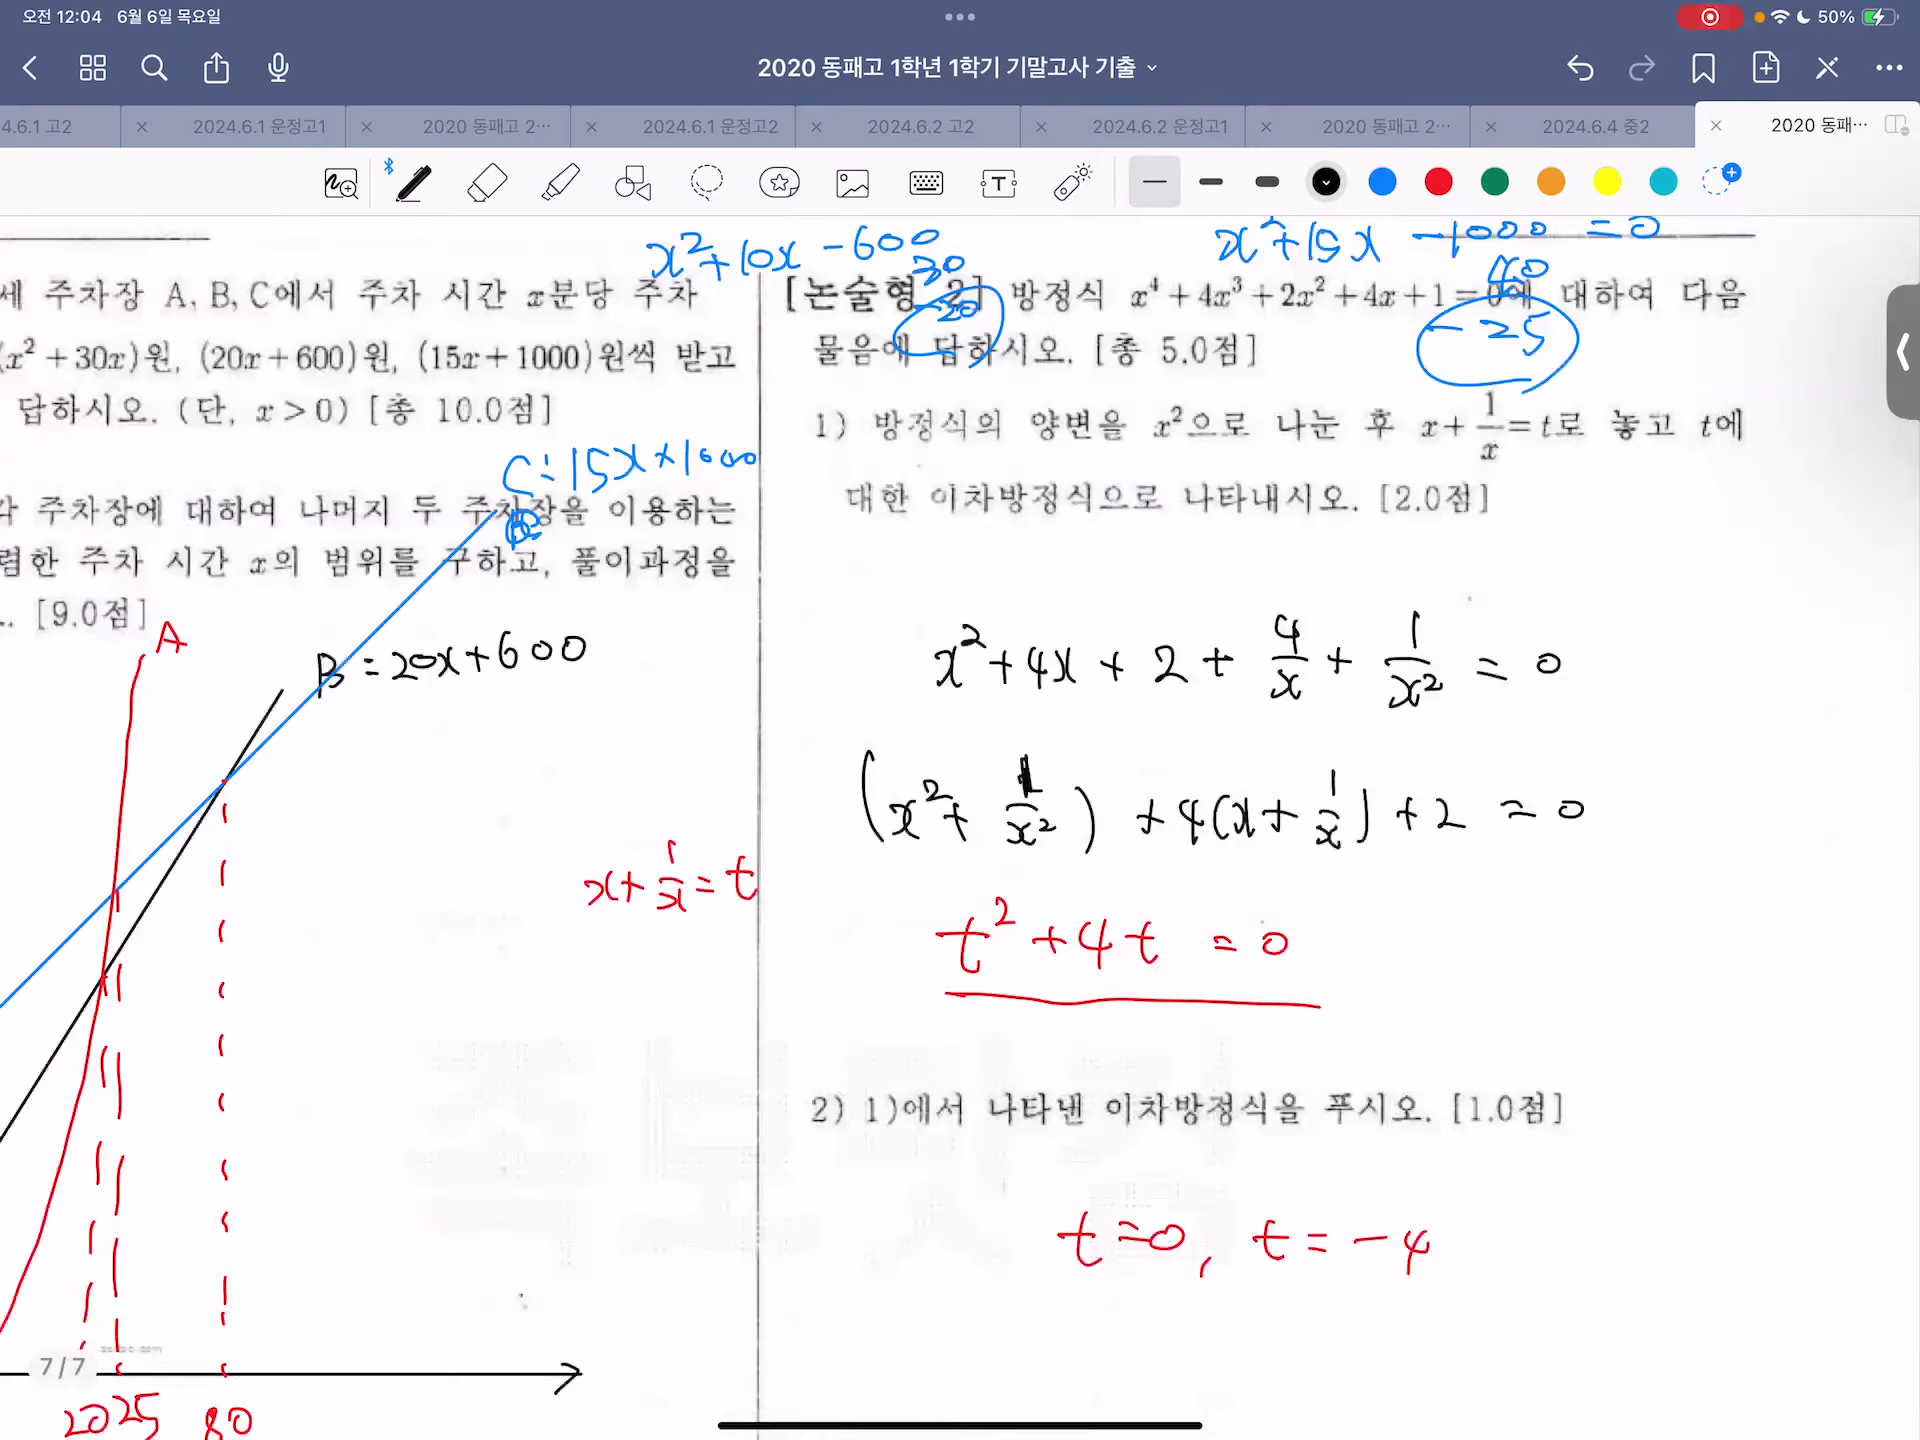 오전 12:04 6월 6일 목요일
50%
2020 동패고 1학년 1학기 기말고사 기출
4.6.1 고2
2024.6.1 운정고1
2020 동패고 2…
2024.6.1 운정고2
2024.6.2 고2
2024.6.2 운정고1
2020 동패고 2…
2024.6.4 중2
2020 동패…
x²+10x-600
30
-20
x²+15x -1000 = 0
40
-25
세 주차장 A, B, C에서 주차 시간 x분당 주차
(x²+30x)원, (20x+600)원, (15x+1000)원씩 받고
답하시오. (단, x>0) [총 10.0점]
C=15x+1000
각 주차장에 대하여 나머지 두 주차장을 이용하는
렴한 주차 시간 x의 범위를 구하고, 풀이과정을
. [9.0점]
A
B=20x+600
x+1/x=t
20 25 80
7/7
[논술형 2] 방정식 x⁴+4x³+2x²+4x+1=0에 대하여 다음
물음에 답하시오. [총 5.0점]
1) 방정식의 양변을 x²으로 나눈 후 x+1/x=t로 놓고 t에
대한 이차방정식으로 나타내시오. [2.0점]
x²+4x+2+4/x+1/x²=0
(x²+1/x²)+4(x+1/x)+2=0
t²+4t=0
2) 1)에서 나타낸 이차방정식을 푸시오. [1.0점]
t=0, t=-4